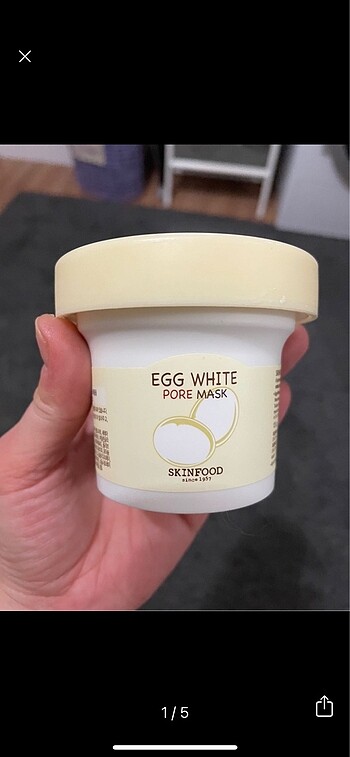 EGG WHITE
PORE MASK
SKINFOOD
since 1957
1 / 5